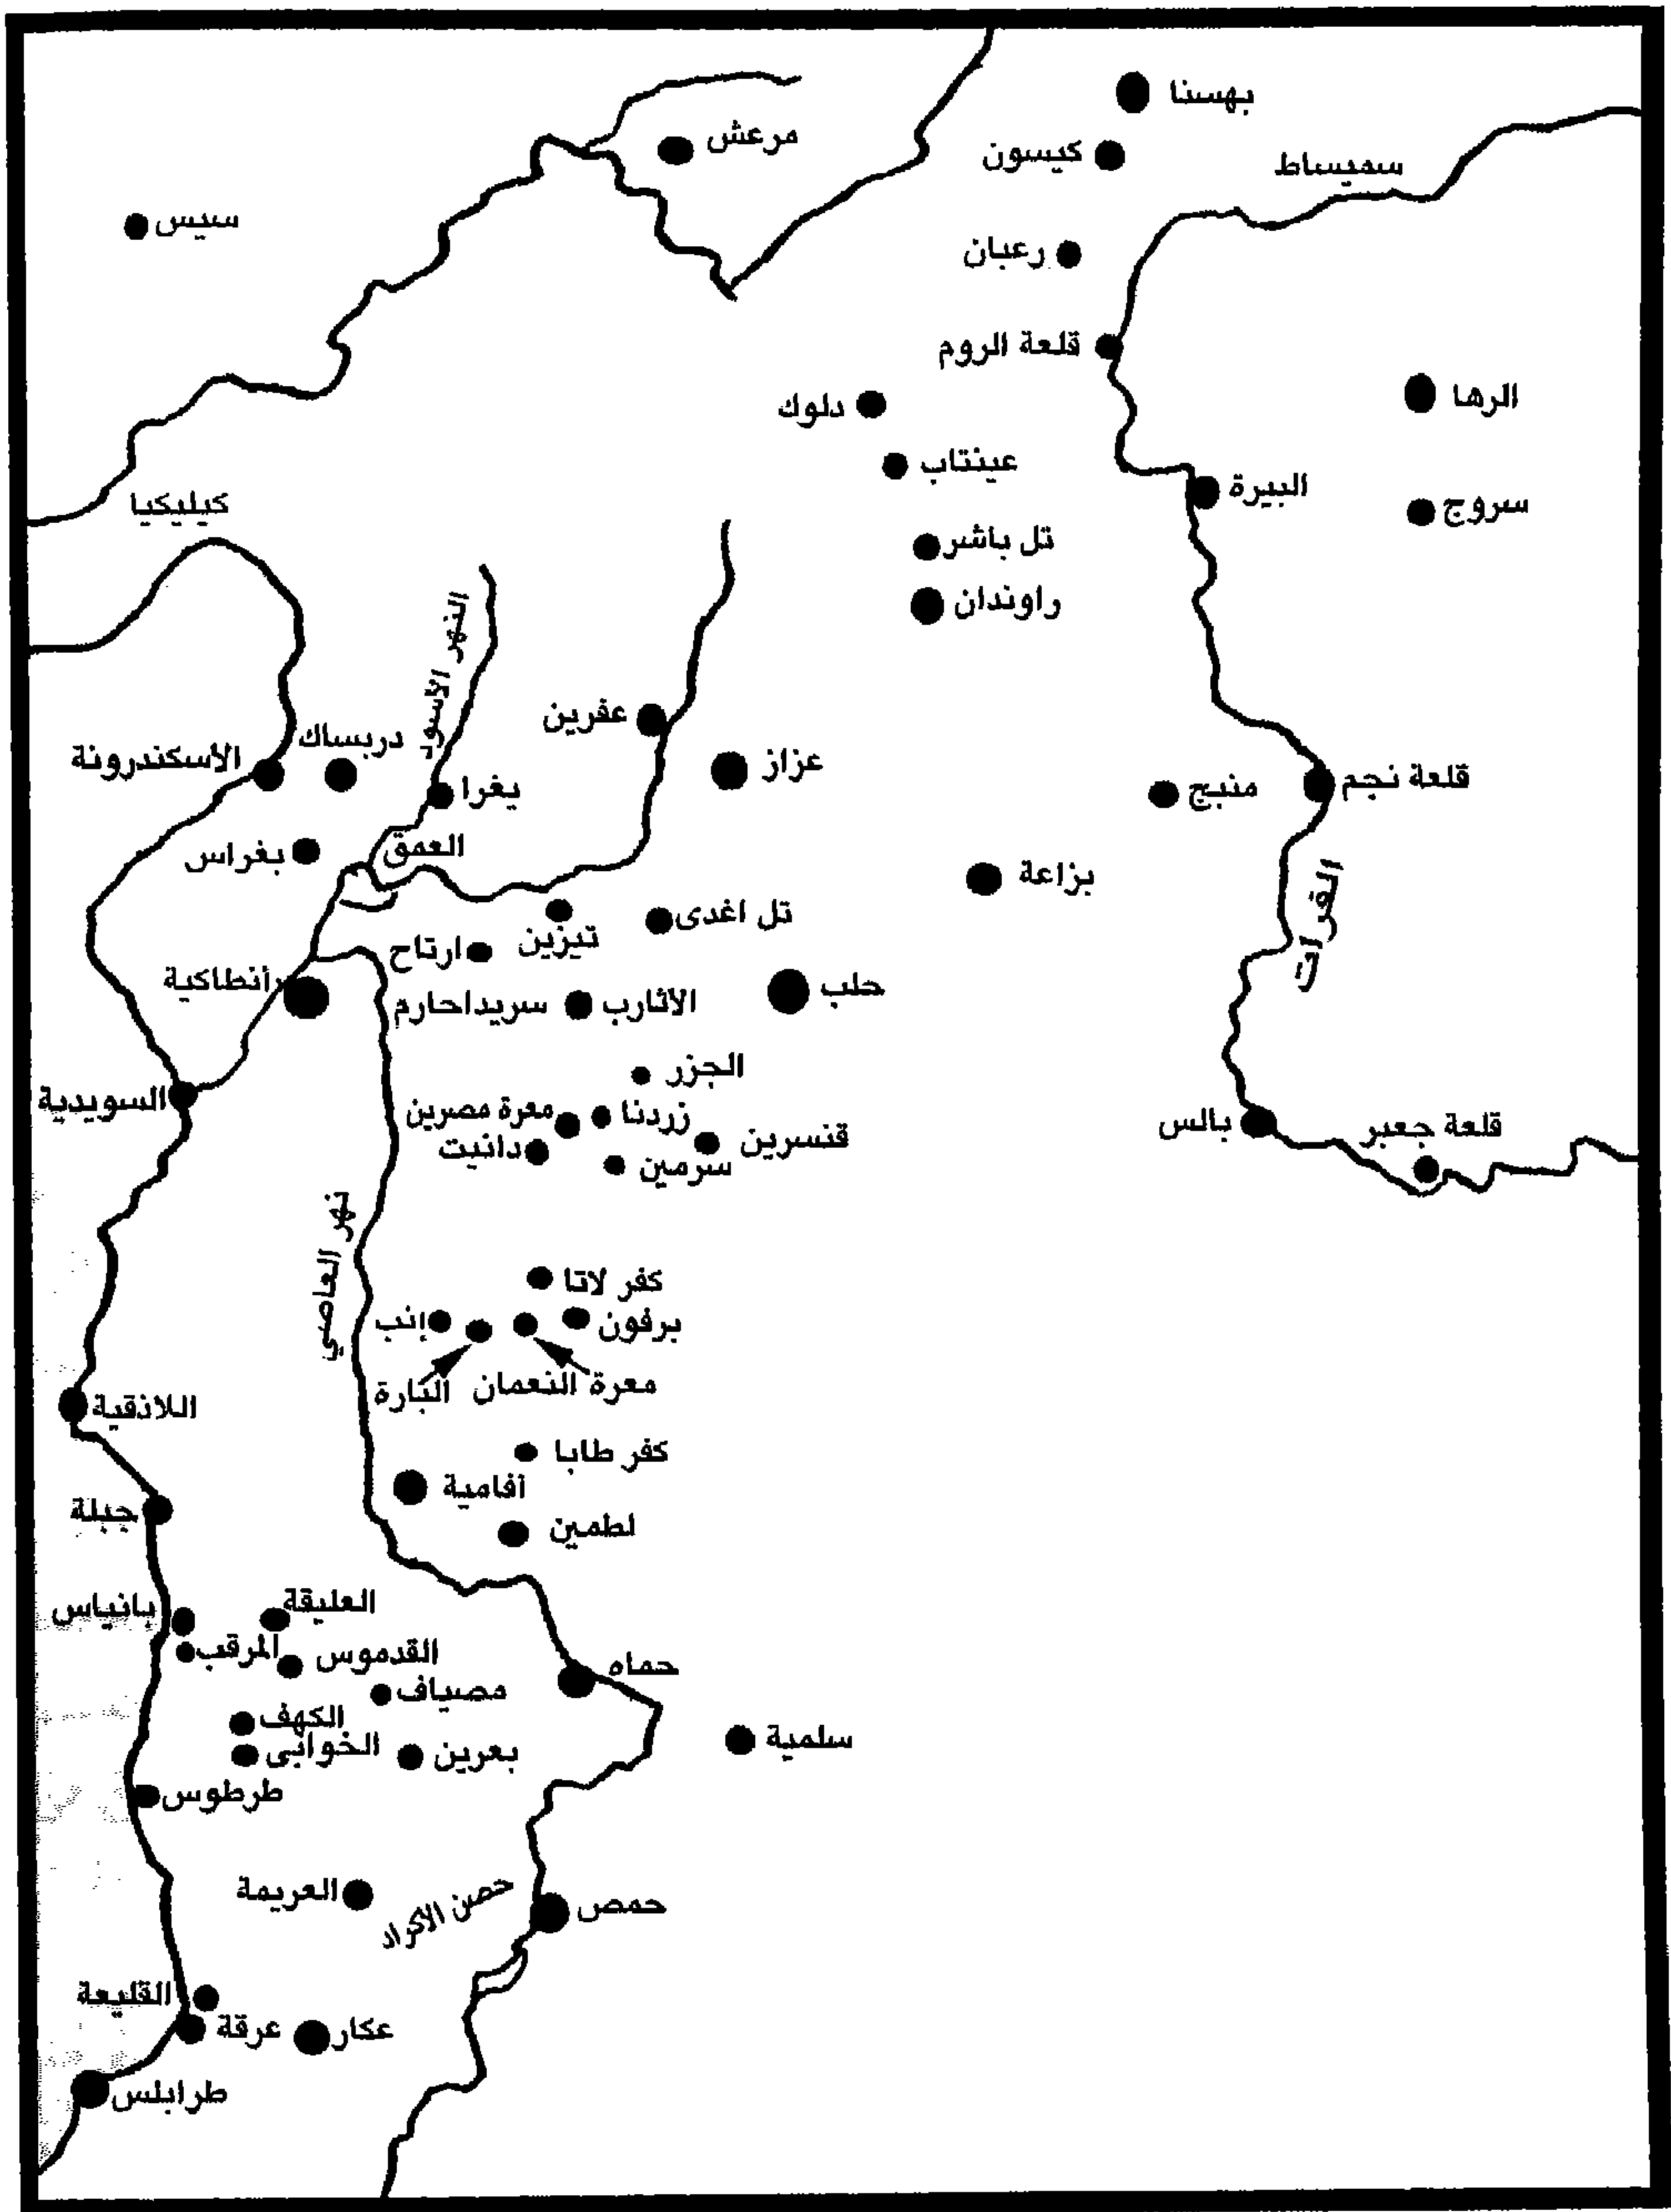 بهسنا
مرعش
كيسون
سميساط
سيس
رعبان
قلعة الروم
الرها
دلوك
عينتاب
البيرة
سروج
كيليكيا
تل باشر
راوندان
النهر الأسود
عفرين
دربساك
الأسكندرونة
عزاز
يغرا
منبج
قلعة نجم
العمق
بغراس
بزاعة
الفرات
تل اغدى
تيزين
ارتاح
أنطاكية
حلب
الأثارب
سريداحارم
الجزر
السويدية
معرة مصرين
زردنا
قنسرين
بالس
قلعة جعبر
دانيت
سرمين
نهر العاصي
كفر لاتا
إنب
برفون
البارة
معرة النعمان
اللاذقية
كفر طابا
أفامية
جبلة
لطمين
بانياس
العليقة
المرقب
القدموس
حماه
مصياف
الكهف
سلمية
الخوابى
بعرين
طرطوس
العريمة
حصن الأكراد
حمص
القليعة
عرقة
عكار
طرابلس